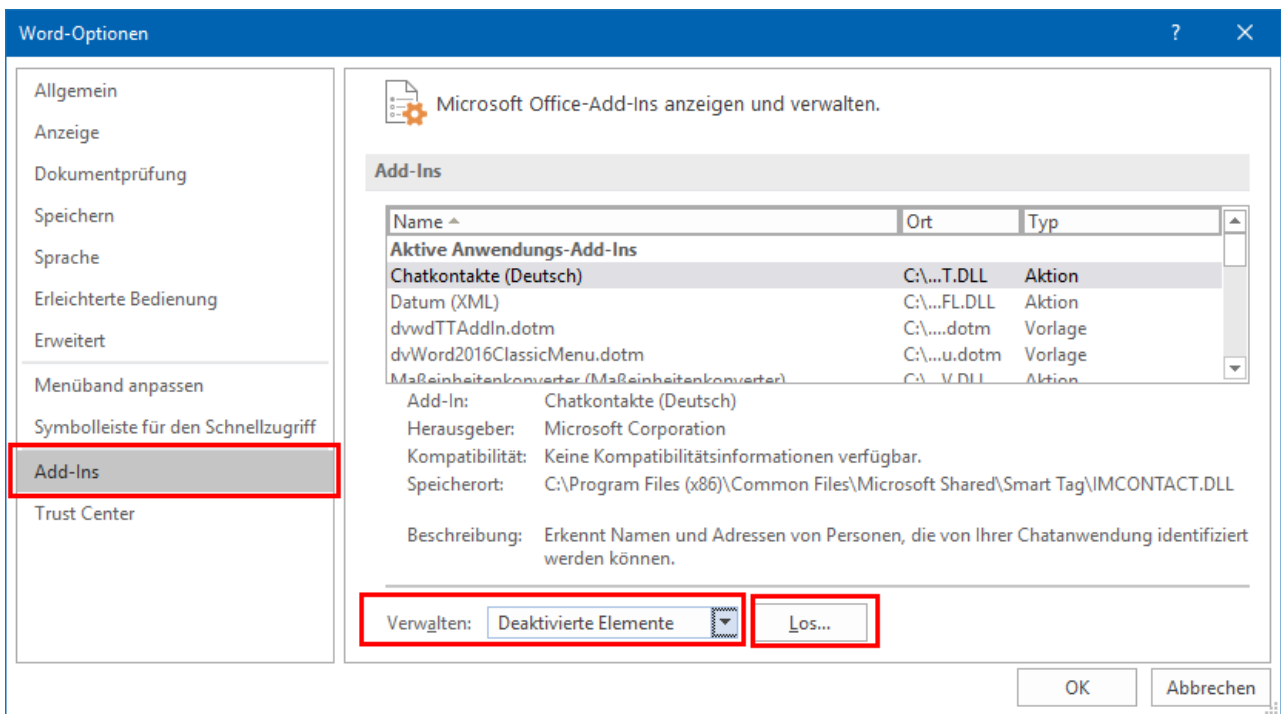 Word-Optionen
?
Allgemein
Anzeige
Dokumentprüfung
Speichern
Sprache
Erleichterte Bedienung
Erweitert
Menüband anpassen
Symbolleiste für den Schnellzugriff
Add-Ins
Trust Center
Microsoft Office-Add-Ins anzeigen und verwalten.
Add-Ins
Name Ort Typ
Aktive Anwendungs-Add-Ins
Chatkontakte (Deutsch) C:\...T.DLL Aktion
Datum (XML) C:\...FL.DLL Aktion
dvwdTTAddIn.dotm C:\....dotm Vorlage
dvWord2016ClassicMenu.dotm C:\...u.dotm Vorlage
Maßeinheitenkonverter (Maßeinheitenkonverter) C:\...V.DLL Aktion
Add-In: Chatkontakte (Deutsch)
Herausgeber: Microsoft Corporation
Kompatibilität: Keine Kompatibilitätsinformationen verfügbar.
Speicherort: C:\Program Files (x86)\Common Files\Microsoft Shared\Smart Tag\IMCONTACT.DLL
Beschreibung: Erkennt Namen und Adressen von Personen, die von Ihrer Chatanwendung identifiziert
werden können.
Verwalten: Deaktivierte Elemente Los...
OK Abbrechen